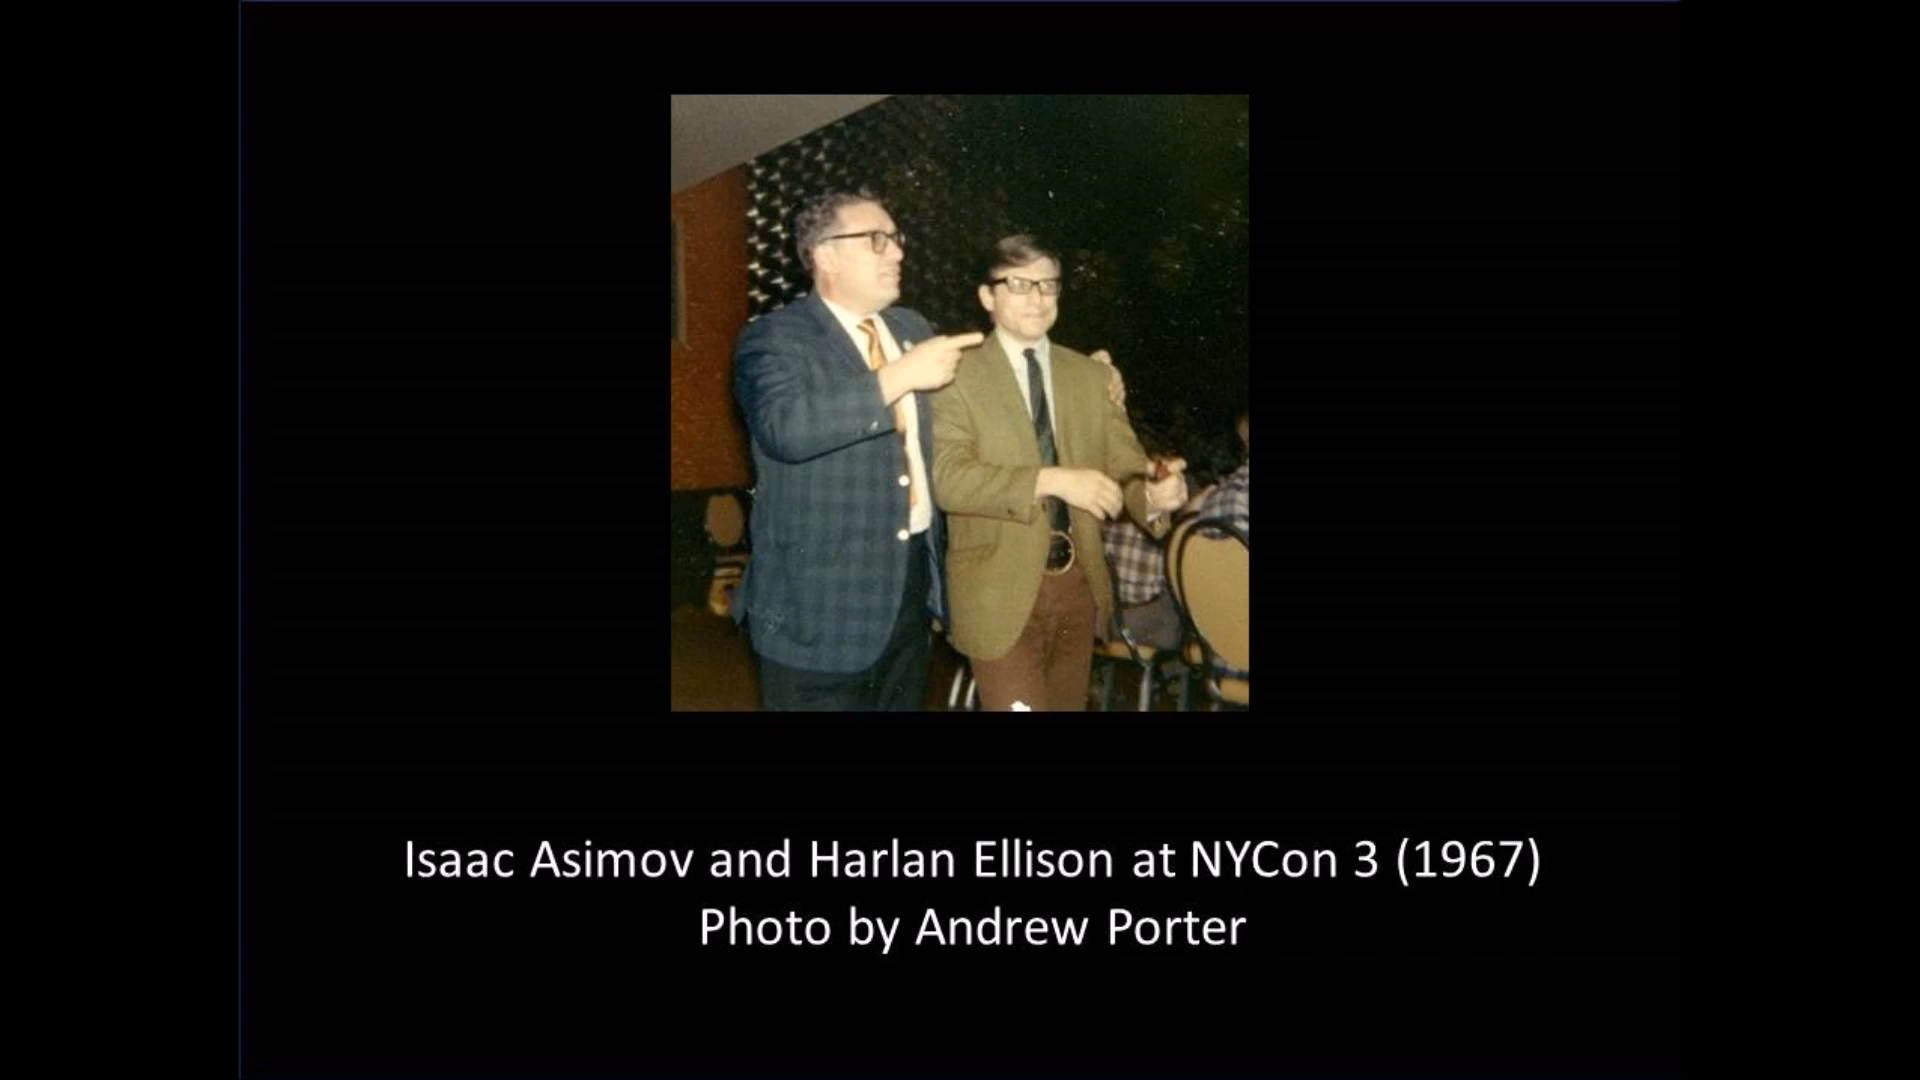 Isaac Asimov and Harlan Ellison at NYCon 3 (1967)
Photo by Andrew Porter